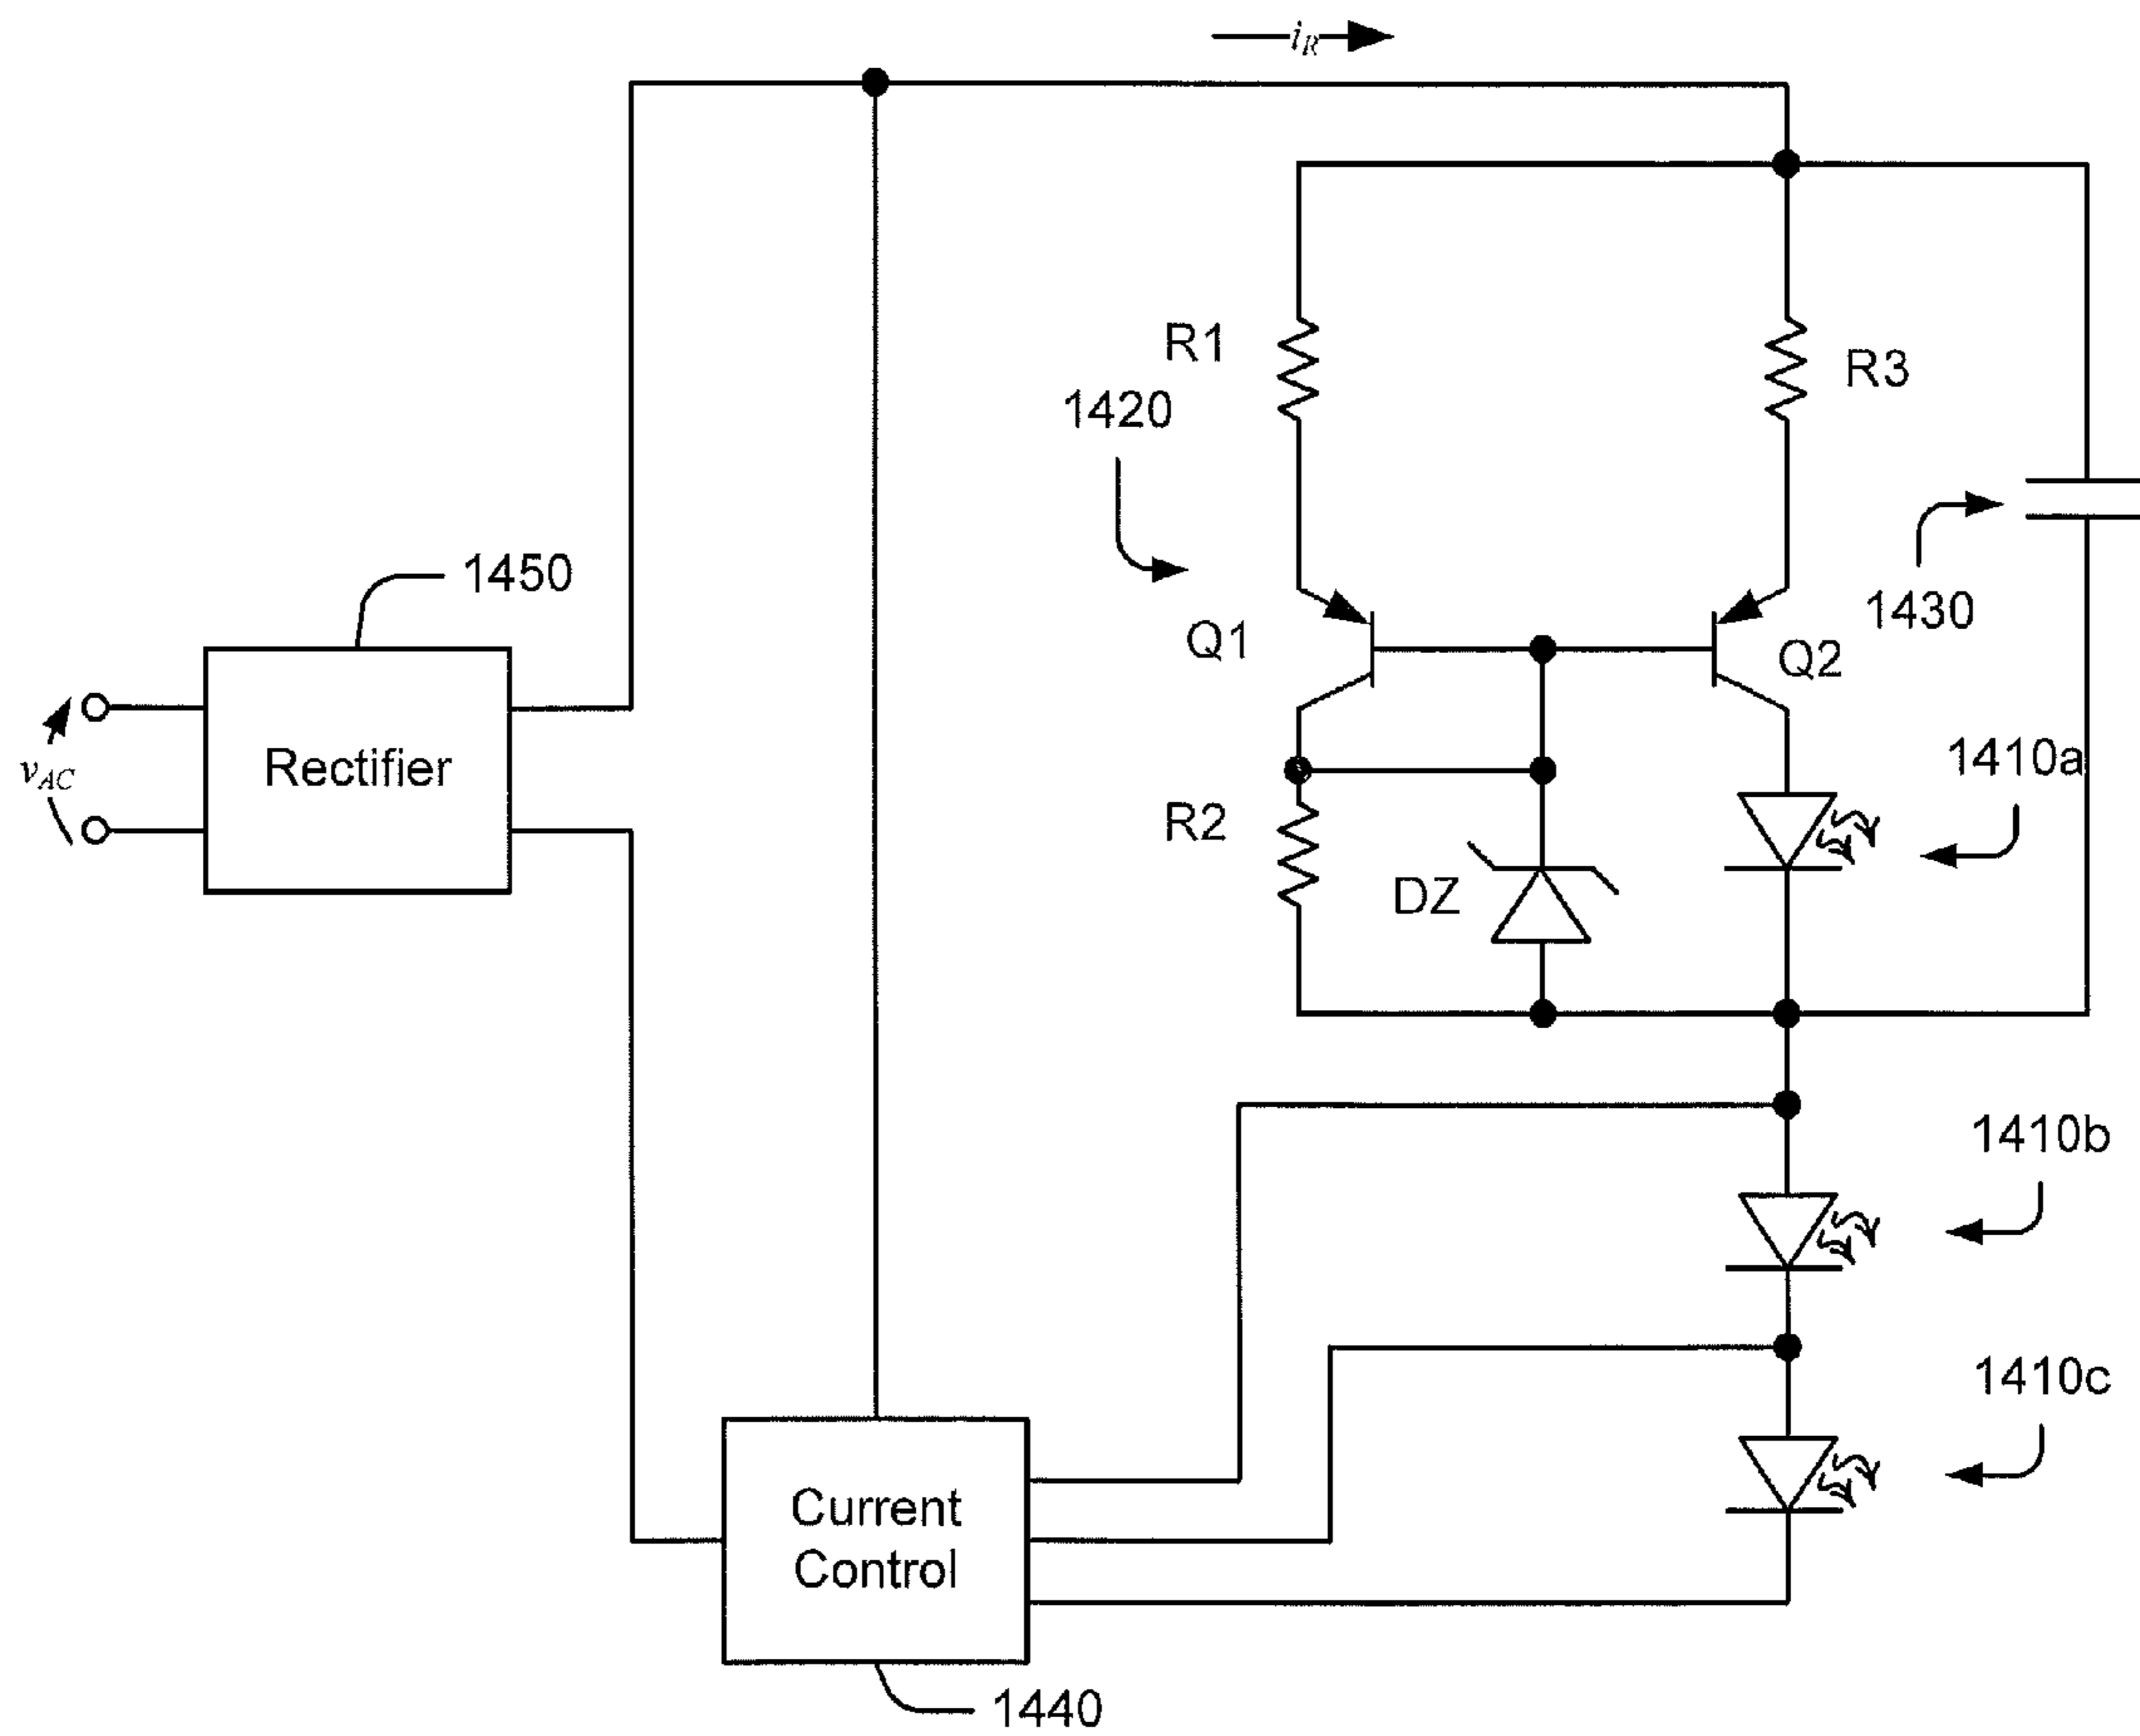 iR
R1
R3
1420
1450
1430
Q1
Q2
vAC
Rectifier
1410a
R2
DZ
1410b
1410c
Current
Control
1440